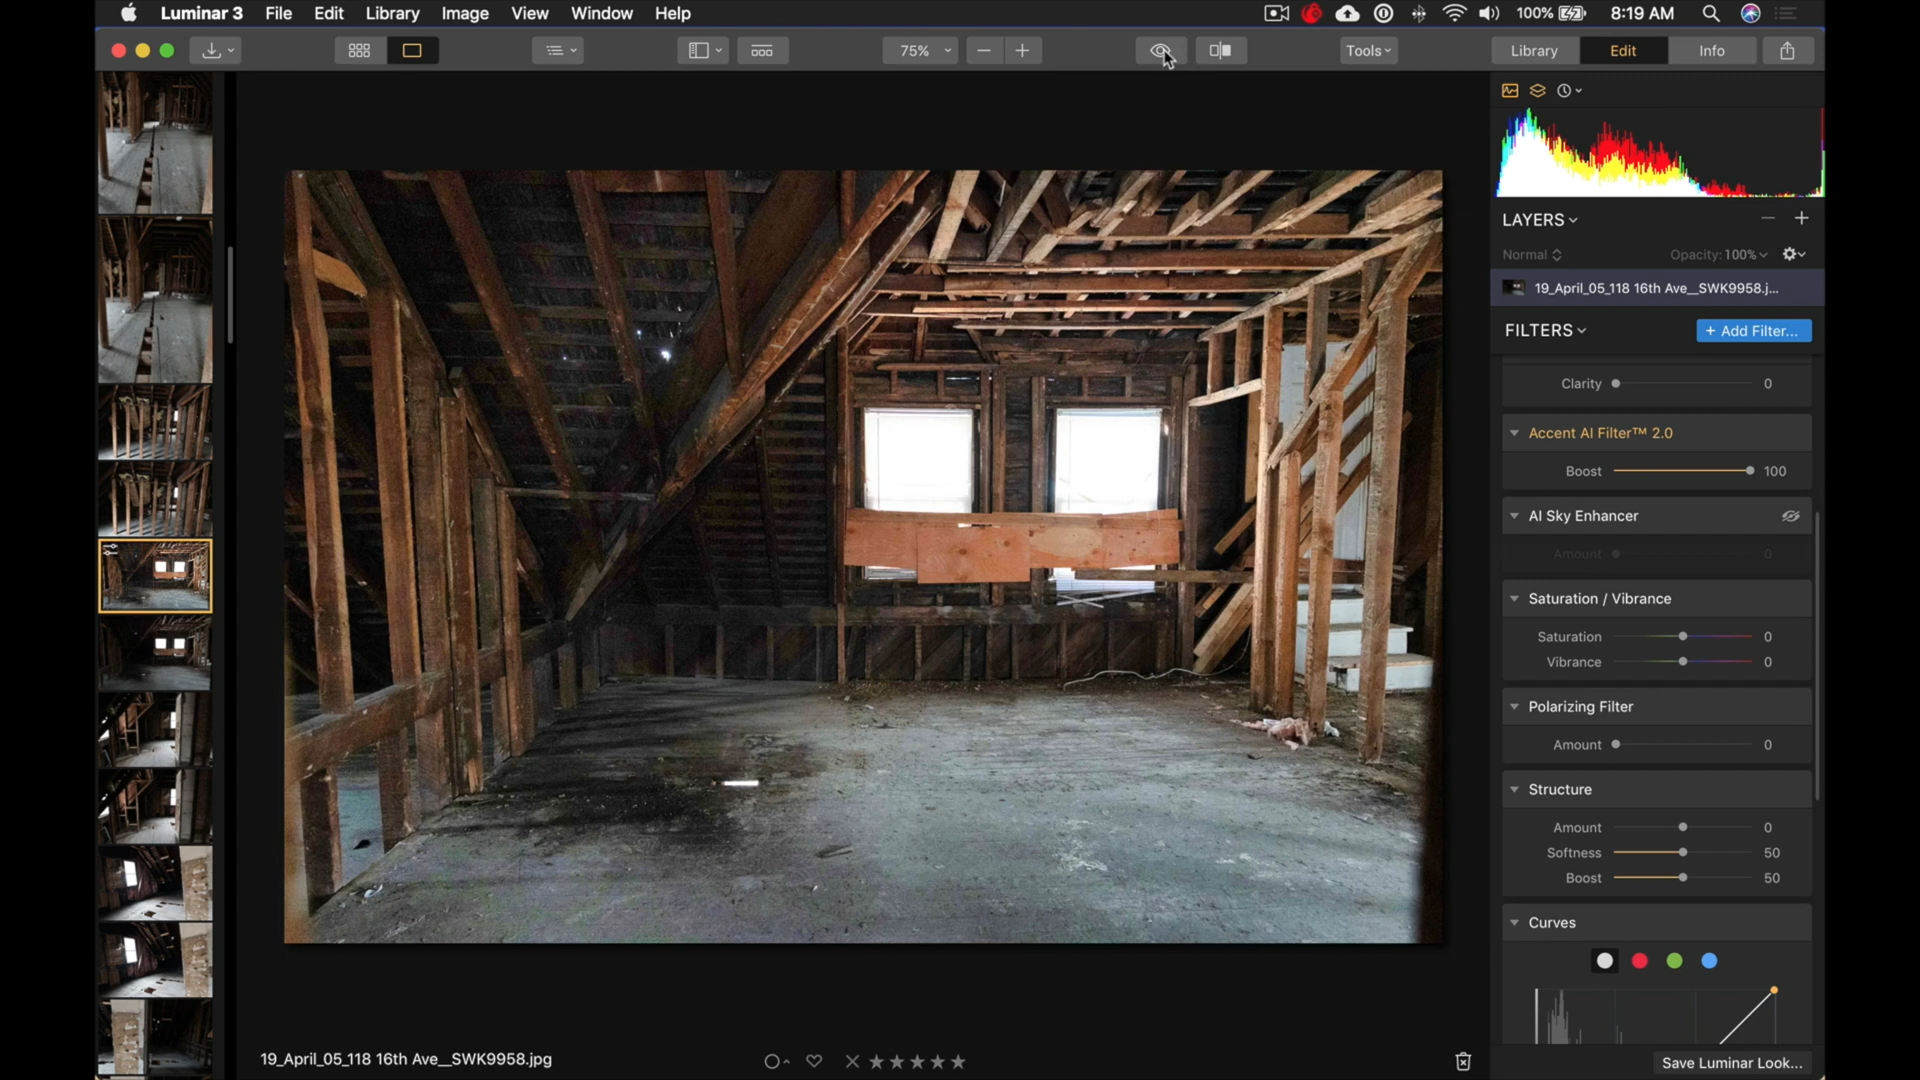 Luminar 3 File Edit Library Image View Window Help 100% 8:19 AM
75% Tools Library Edit Info
LAYERS
Normal Opacity: 100%
19_April_05_118 16th Ave__SWK9958.j...
FILTERS + Add Filter...
Clarity 0
Accent AI Filter™ 2.0
Boost 100
AI Sky Enhancer
Amount 0
Saturation / Vibrance
Saturation 0
Vibrance 0
Polarizing Filter
Amount 0
Structure
Amount 0
Softness 50
Boost 50
Curves
19_April_05_118 16th Ave__SWK9958.jpg
Save Luminar Look...